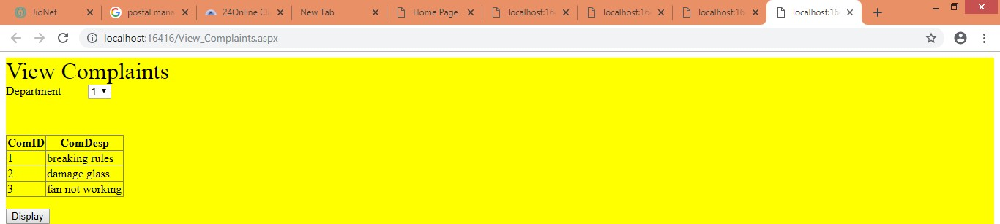 JioNet postal mana 24Online Cl New Tab Home Page localhost:16 localhost:16 localhost:16 localhost:16
localhost:16416/View_Complaints.aspx
View Complaints
Department 1
ComID ComDesp
1 breaking rules
2 damage glass
3 fan not working
Display